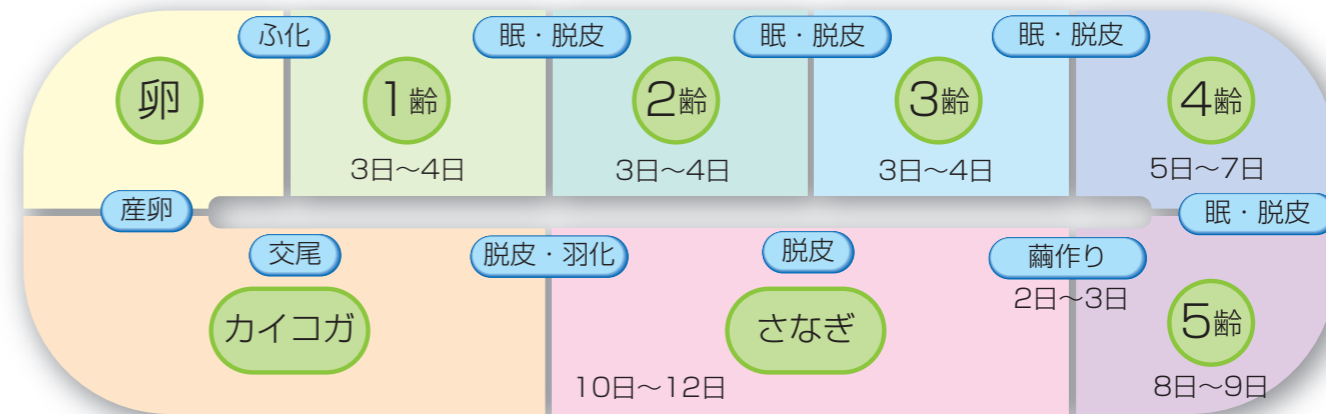 ふ化
眠・脱皮
眠・脱皮
眠・脱皮
卵
1齢
2齢
3齢
4齢
3日～4日
3日～4日
3日～4日
5日～7日
産卵
眠・脱皮
交尾
脱皮・羽化
脱皮
繭作り
2日～3日
カイコガ
さなぎ
5齢
10日～12日
8日～9日